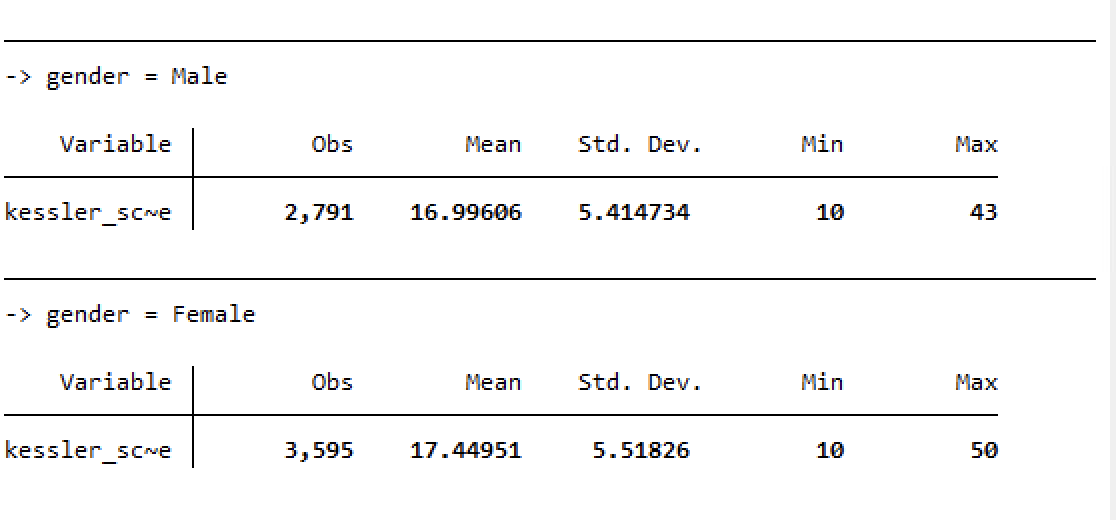 -> gender = Male
Variable Obs Mean Std. Dev. Min Max
kessler_sc~e 2,791 16.99606 5.414734 10 43
-> gender = Female
Variable Obs Mean Std. Dev. Min Max
kessler_sc~e 3,595 17.44951 5.51826 10 50